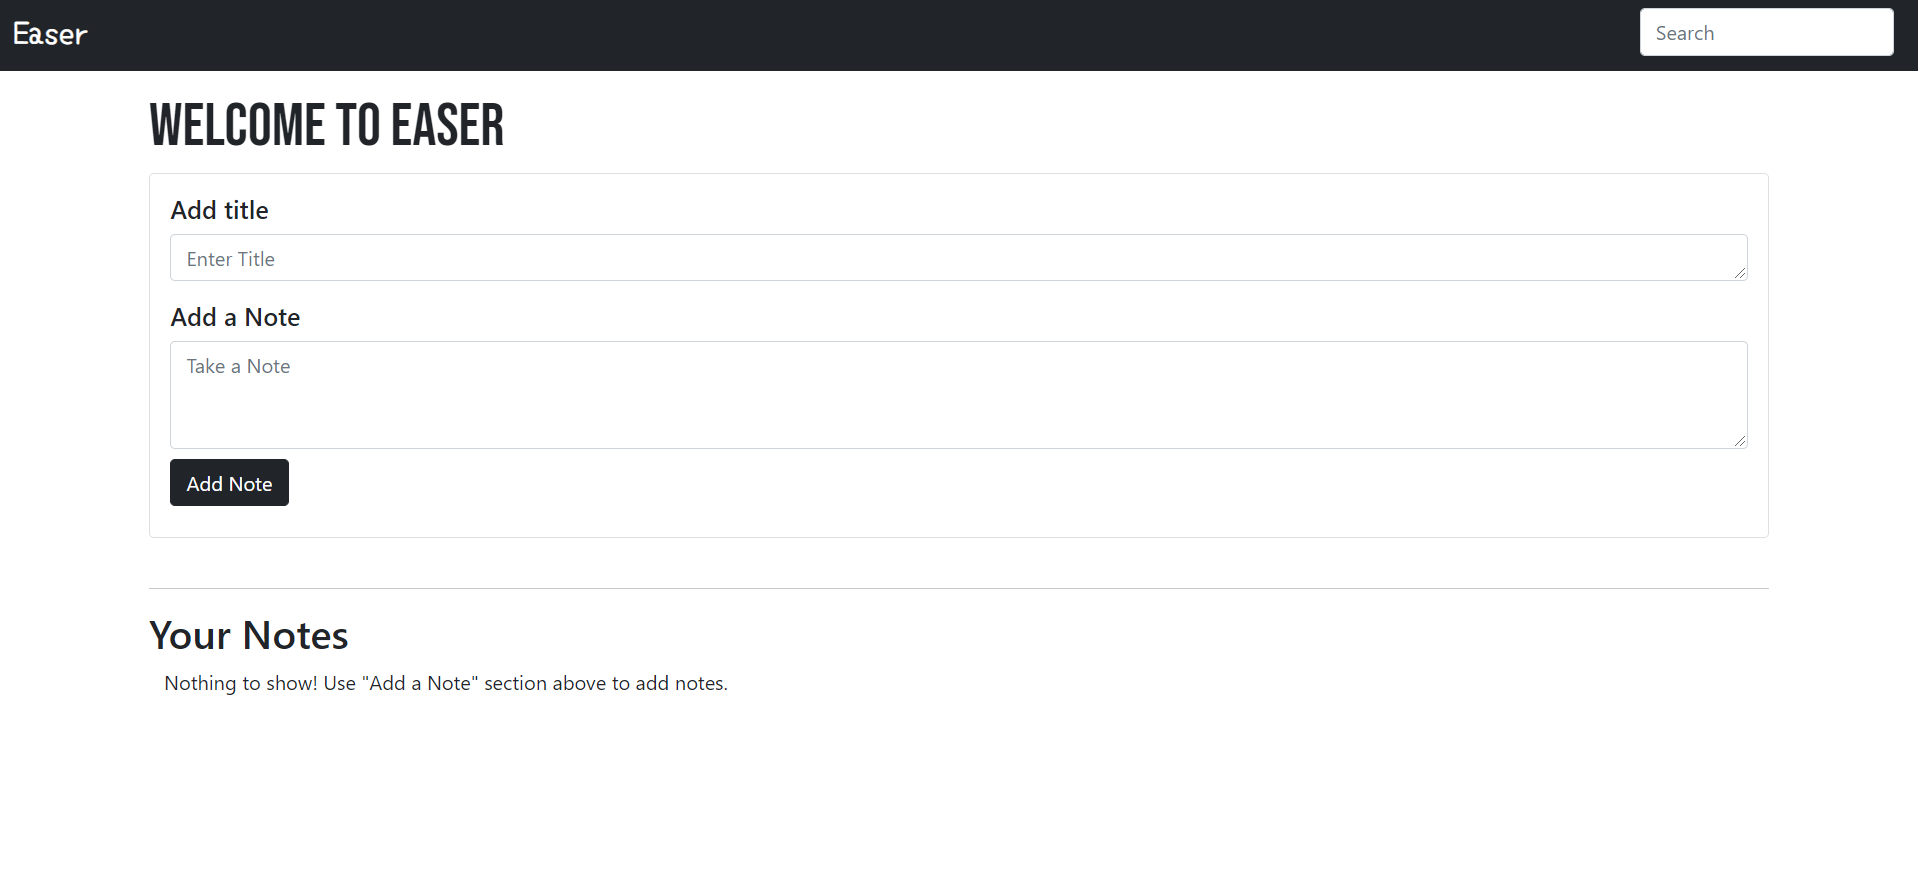 Easer
Search
WELCOME TO EASER
Add title
Enter Title
Add a Note
Take a Note
Add Note
Your Notes
Nothing to show! Use "Add a Note" section above to add notes.